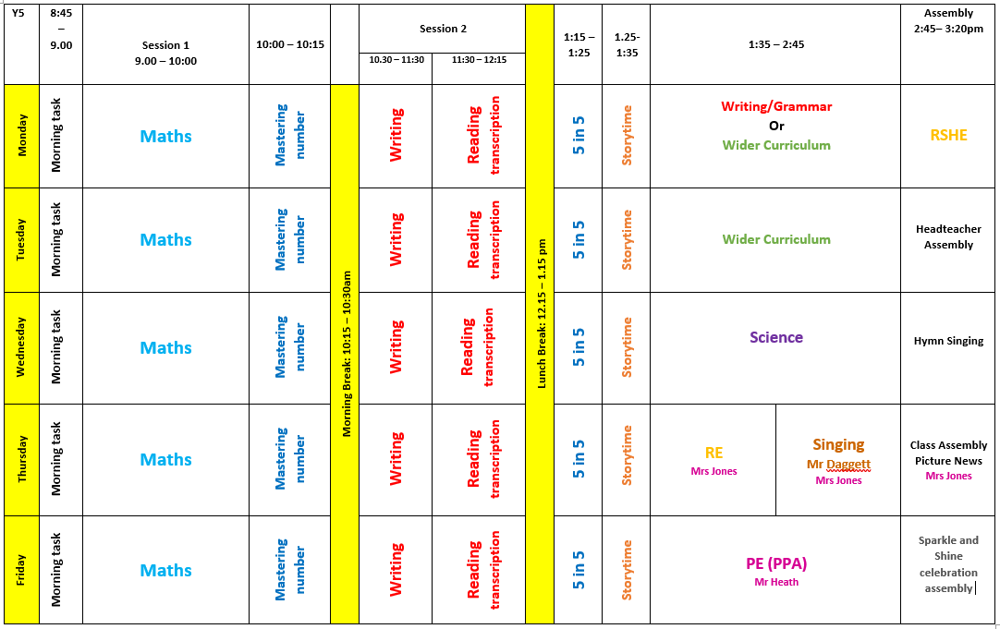 Y5
8:45
–
9.00
Session 1
9.00 – 10:00
10:00 – 10:15
Session 2
10.30 – 11:30
11:30 – 12:15
1:15 –
1:25
1.25-
1:35
1:35 – 2:45
Assembly
2:45– 3:20pm
Morning Break: 10:15 – 10:30am
Lunch Break: 12.15 – 1.15 pm
Monday
Morning task
Maths
Mastering
number
Writing
Reading
transcription
5 in 5
Storytime
Writing/Grammar
Or
Wider Curriculum
RSHE
Tuesday
Morning task
Maths
Mastering
number
Writing
Reading
transcription
5 in 5
Storytime
Wider Curriculum
Headteacher
Assembly
Wednesday
Morning task
Maths
Mastering
number
Writing
Reading
transcription
5 in 5
Storytime
Science
Hymn Singing
Thursday
Morning task
Maths
Mastering
number
Writing
Reading
transcription
5 in 5
Storytime
RE
Mrs Jones
Singing
Mr Daggett
Mrs Jones
Class Assembly
Picture News
Mrs Jones
Friday
Morning task
Maths
Mastering
number
Writing
Reading
transcription
5 in 5
Storytime
PE (PPA)
Mr Heath
Sparkle and
Shine
celebration
assembly